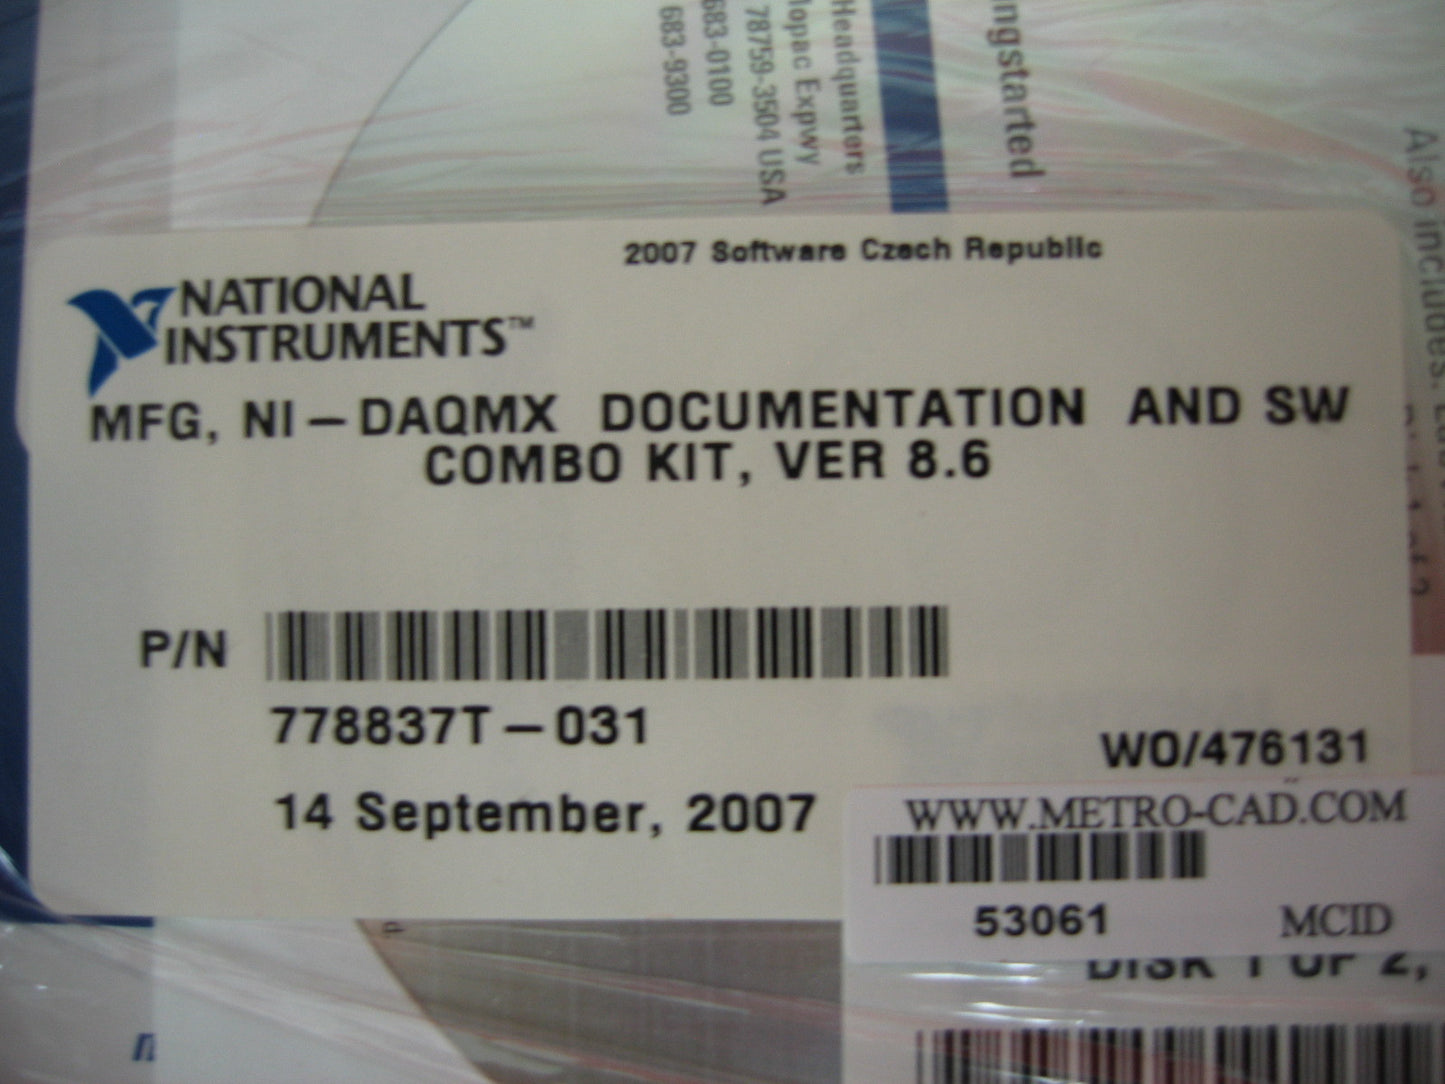 Headquarters
Expwy
78759-3504 USA
683-0100
683-9300
ngstarted
Also includes:
2007 Software Czech Republic
NATIONAL
INSTRUMENTS™
MFG, NI-DAQMX DOCUMENTATION AND SW
COMBO KIT, VER 8.6
P/N
778837T-031
WO/476131
14 September, 2007
WWW.METRO-CAD.COM
53061 MCID
DISK 1 OF 2,